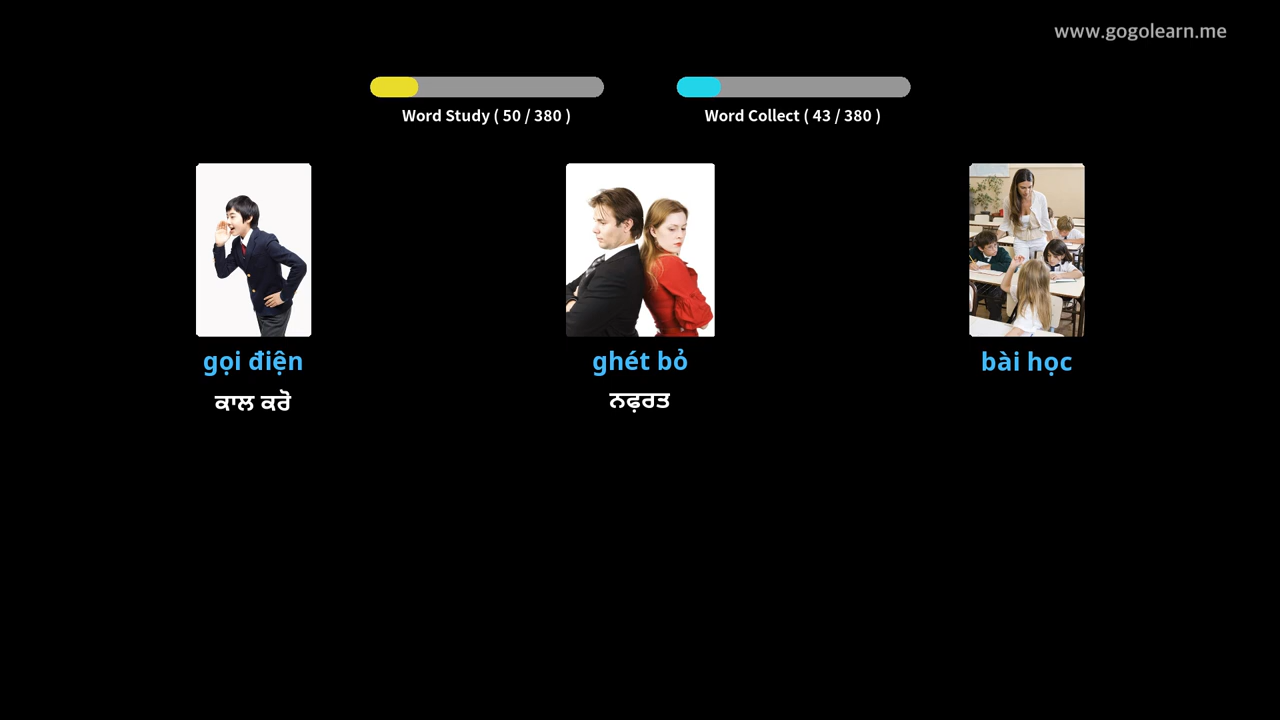 www.gogolearn.me
Word Study ( 50 / 380 )
Word Collect ( 43 / 380 )
gọi điện
ghét bỏ
bài học
ਕਾਲ ਕਰੋ
ਨਫ਼ਰਤ